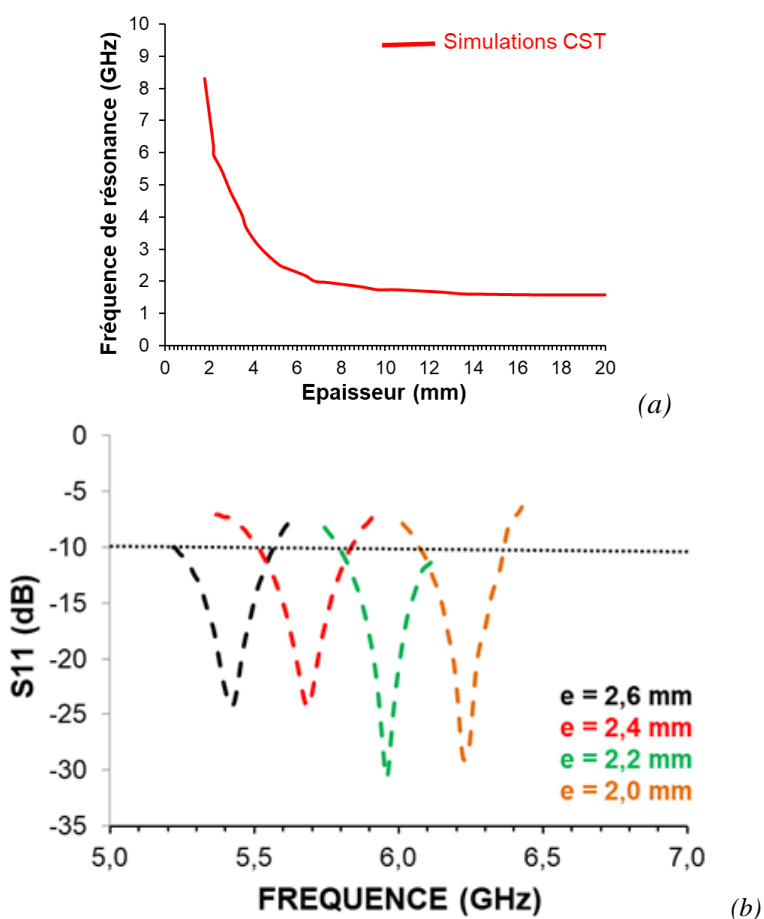 10
9
8
7
6
5
4
3
2
1
0
Fréquence de résonance (GHz)
Simulations CST
0 2 4 6 8 10 12 14 16 18 20
Epaisseur (mm)
(a)
0
-5
-10
-15
-20
-25
-30
-35
S11 (dB)
e = 2,6 mm
e = 2,4 mm
e = 2,2 mm
e = 2,0 mm
5,0 5,5 6,0 6,5 7,0
FREQUENCE (GHz)
(b)